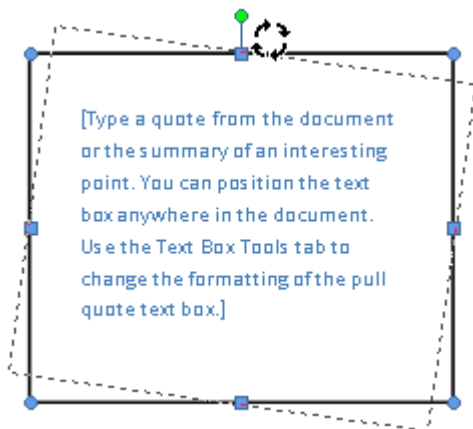 [Type a quote from the document
or the summary of an interesting
point. You can position the text
box anywhere in the document.
Use the Text Box Tools tab to
change the formatting of the pull
quote text box.]